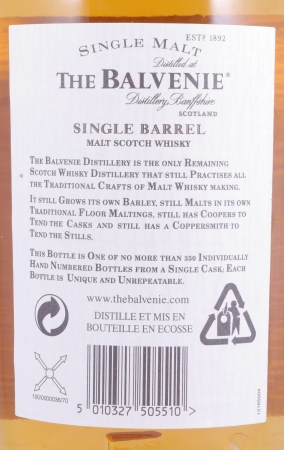 ESTD 1892
SINGLE MALT
Distilled at
THE BALVENIE®
Distillery, Banffshire
SCOTLAND
SINGLE BARREL
MALT SCOTCH WHISKY
THE BALVENIE DISTILLERY IS THE ONLY REMAINING
SCOTCH WHISKY DISTILLERY THAT STILL PRACTISES ALL
THE TRADITIONAL CRAFTS OF MALT WHISKY MAKING.
IT STILL GROWS ITS OWN BARLEY, STILL MALTS IN ITS OWN
TRADITIONAL FLOOR MALTINGS, STILL HAS COOPERS TO
TEND THE CASKS AND STILL HAS A COPPERSMITH TO
TEND THE STILLS.
THIS BOTTLE IS ONE OF NO MORE THAN 350 INDIVIDUALLY
HAND NUMBERED BOTTLES FROM A SINGLE CASK; EACH
BOTTLE IS UNIQUE AND UNREPEATABLE.
www.thebalvenie.com
DISTILLE ET MIS EN
BOUTEILLE EN ECOSSE
5 010327 505510 >